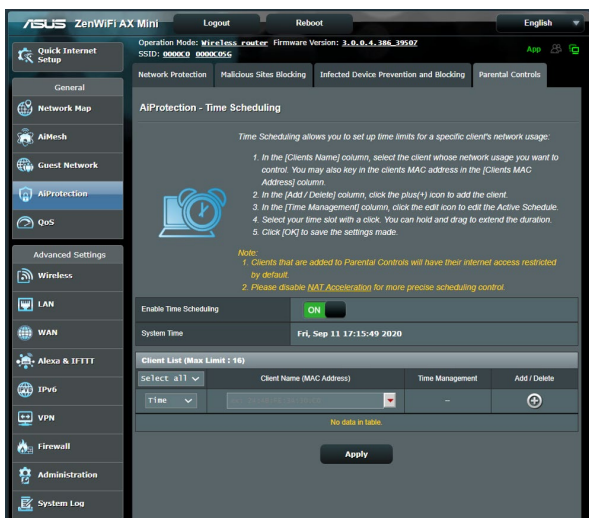 ASUS ZenWiFi AX Mini Logout Reboot English
Operation Mode: Wireless router Firmware Version: 3.0.0.4.386_39507
SSID: 0000C0 0000C05G
App
Quick Internet
Setup
General
Network Map
AiMesh
Guest Network
AiProtection
QoS
Advanced Settings
Wireless
LAN
WAN
Alexa & IFTTT
IPv6
VPN
Firewall
Administration
System Log
Network Protection Malicious Sites Blocking Infected Device Prevention and Blocking Parental Controls
AiProtection - Time Scheduling
Time Scheduling allows you to set up time limits for a specific client's network usage:
1. In the [Clients Name] column, select the client whose network usage you want to
control. You may also key in the clients MAC address in the [Clients MAC
Address] column.
2. In the [Add / Delete] column, click the plus(+) icon to add the client.
3. In the [Time Management] column, click the edit icon to edit the Active Schedule.
4. Select your time slot with a click. You can hold and drag to extend the duration.
5. Click [OK] to save the settings made.
Note:
1. Clients that are added to Parental Controls will have their internet access restricted
by default.
2. Please disable NAT Acceleration for more precise scheduling control.
Enable Time Scheduling ON
System Time Fri, Sep 11 17:15:49 2020
Client List (Max Limit : 16)
Select all Client Name (MAC Address) Time Management Add / Delete
Time --
No data in table.
Apply